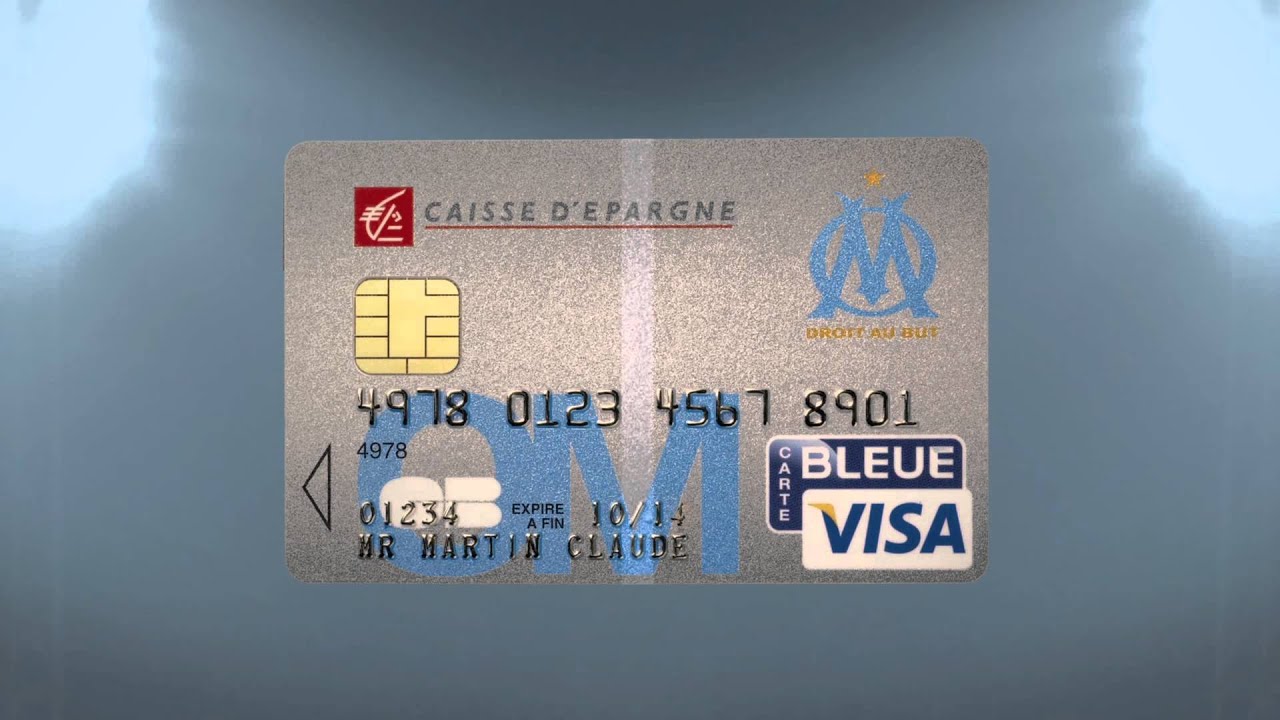 CAISSE D'EPARGNE
DROIT AU BUT
4978 0123 4567 8901
4978
CARTE BLEUE
VISA
CB
01234 EXPIRE A FIN 10/14
MR MARTIN CLAUDE
OM